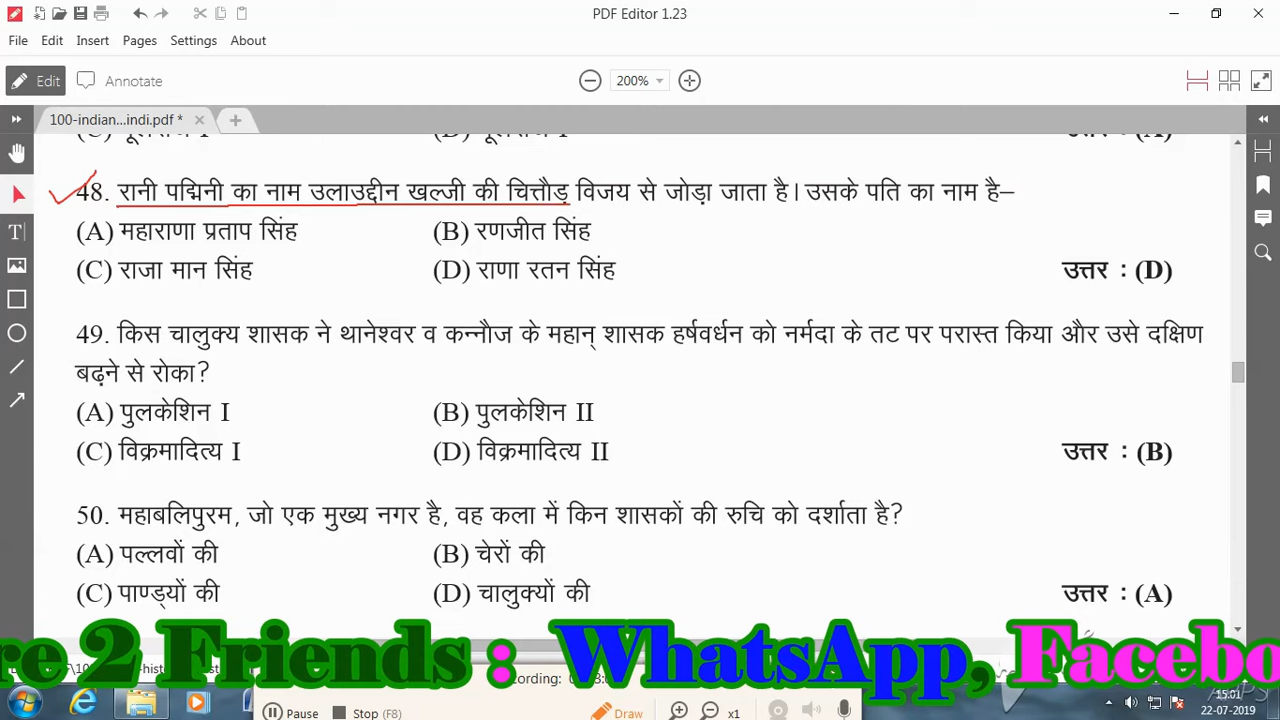 PDF Editor 1.23
File Edit Insert Pages Settings About
Edit Annotate 200%
100-indian...indi.pdf *
48. रानी पद्मिनी का नाम उलाउद्दीन खल्जी की चित्तौड़ विजय से जोड़ा जाता है। उसके पति का नाम है–
(A) महाराणा प्रताप सिंह (B) रणजीत सिंह
(C) राजा मान सिंह (D) राणा रतन सिंह उत्तर : (D)
49. किस चालुक्य शासक ने थानेश्वर व कन्नौज के महान् शासक हर्षवर्धन को नर्मदा के तट पर परास्त किया और उसे दक्षिण
बढ़ने से रोका?
(A) पुलकेशिन I (B) पुलकेशिन II
(C) विक्रमादित्य I (D) विक्रमादित्य II उत्तर : (B)
50. महाबलिपुरम, जो एक मुख्य नगर है, वह कला में किन शासकों की रुचि को दर्शाता है?
(A) पल्लवों की (B) चेरों की
(C) पाण्ड्यों की (D) चालुक्यों की उत्तर : (A)
re 2 Friends : WhatsApp, Facebo
Pause Stop (F8) Draw x1
15:01
22-07-2019